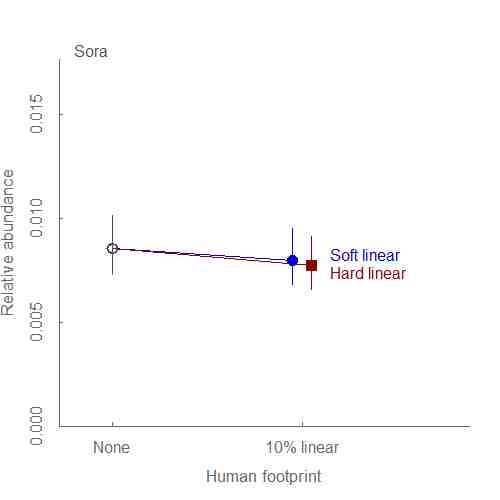 Sora
0.015
0.010
0.005
0.000
Relative abundance
Soft linear
Hard linear
None
10% linear
Human footprint